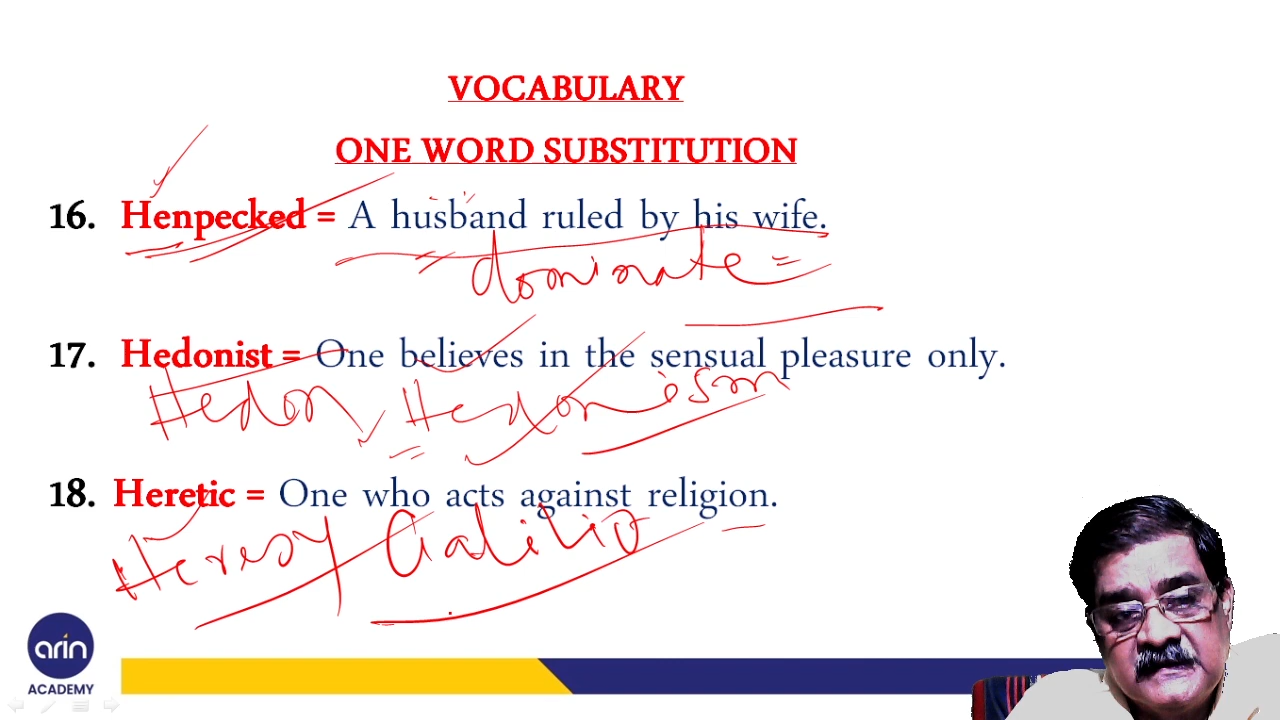 VOCABULARY
ONE WORD SUBSTITUTION
16. Henpecked = A husband ruled by his wife.
dominate =
17. Hedonist = One believes in the sensual pleasure only.
Hedon, Hedonism
18. Heretic = One who acts against religion.
Heresy Galilio
arin
ACADEMY